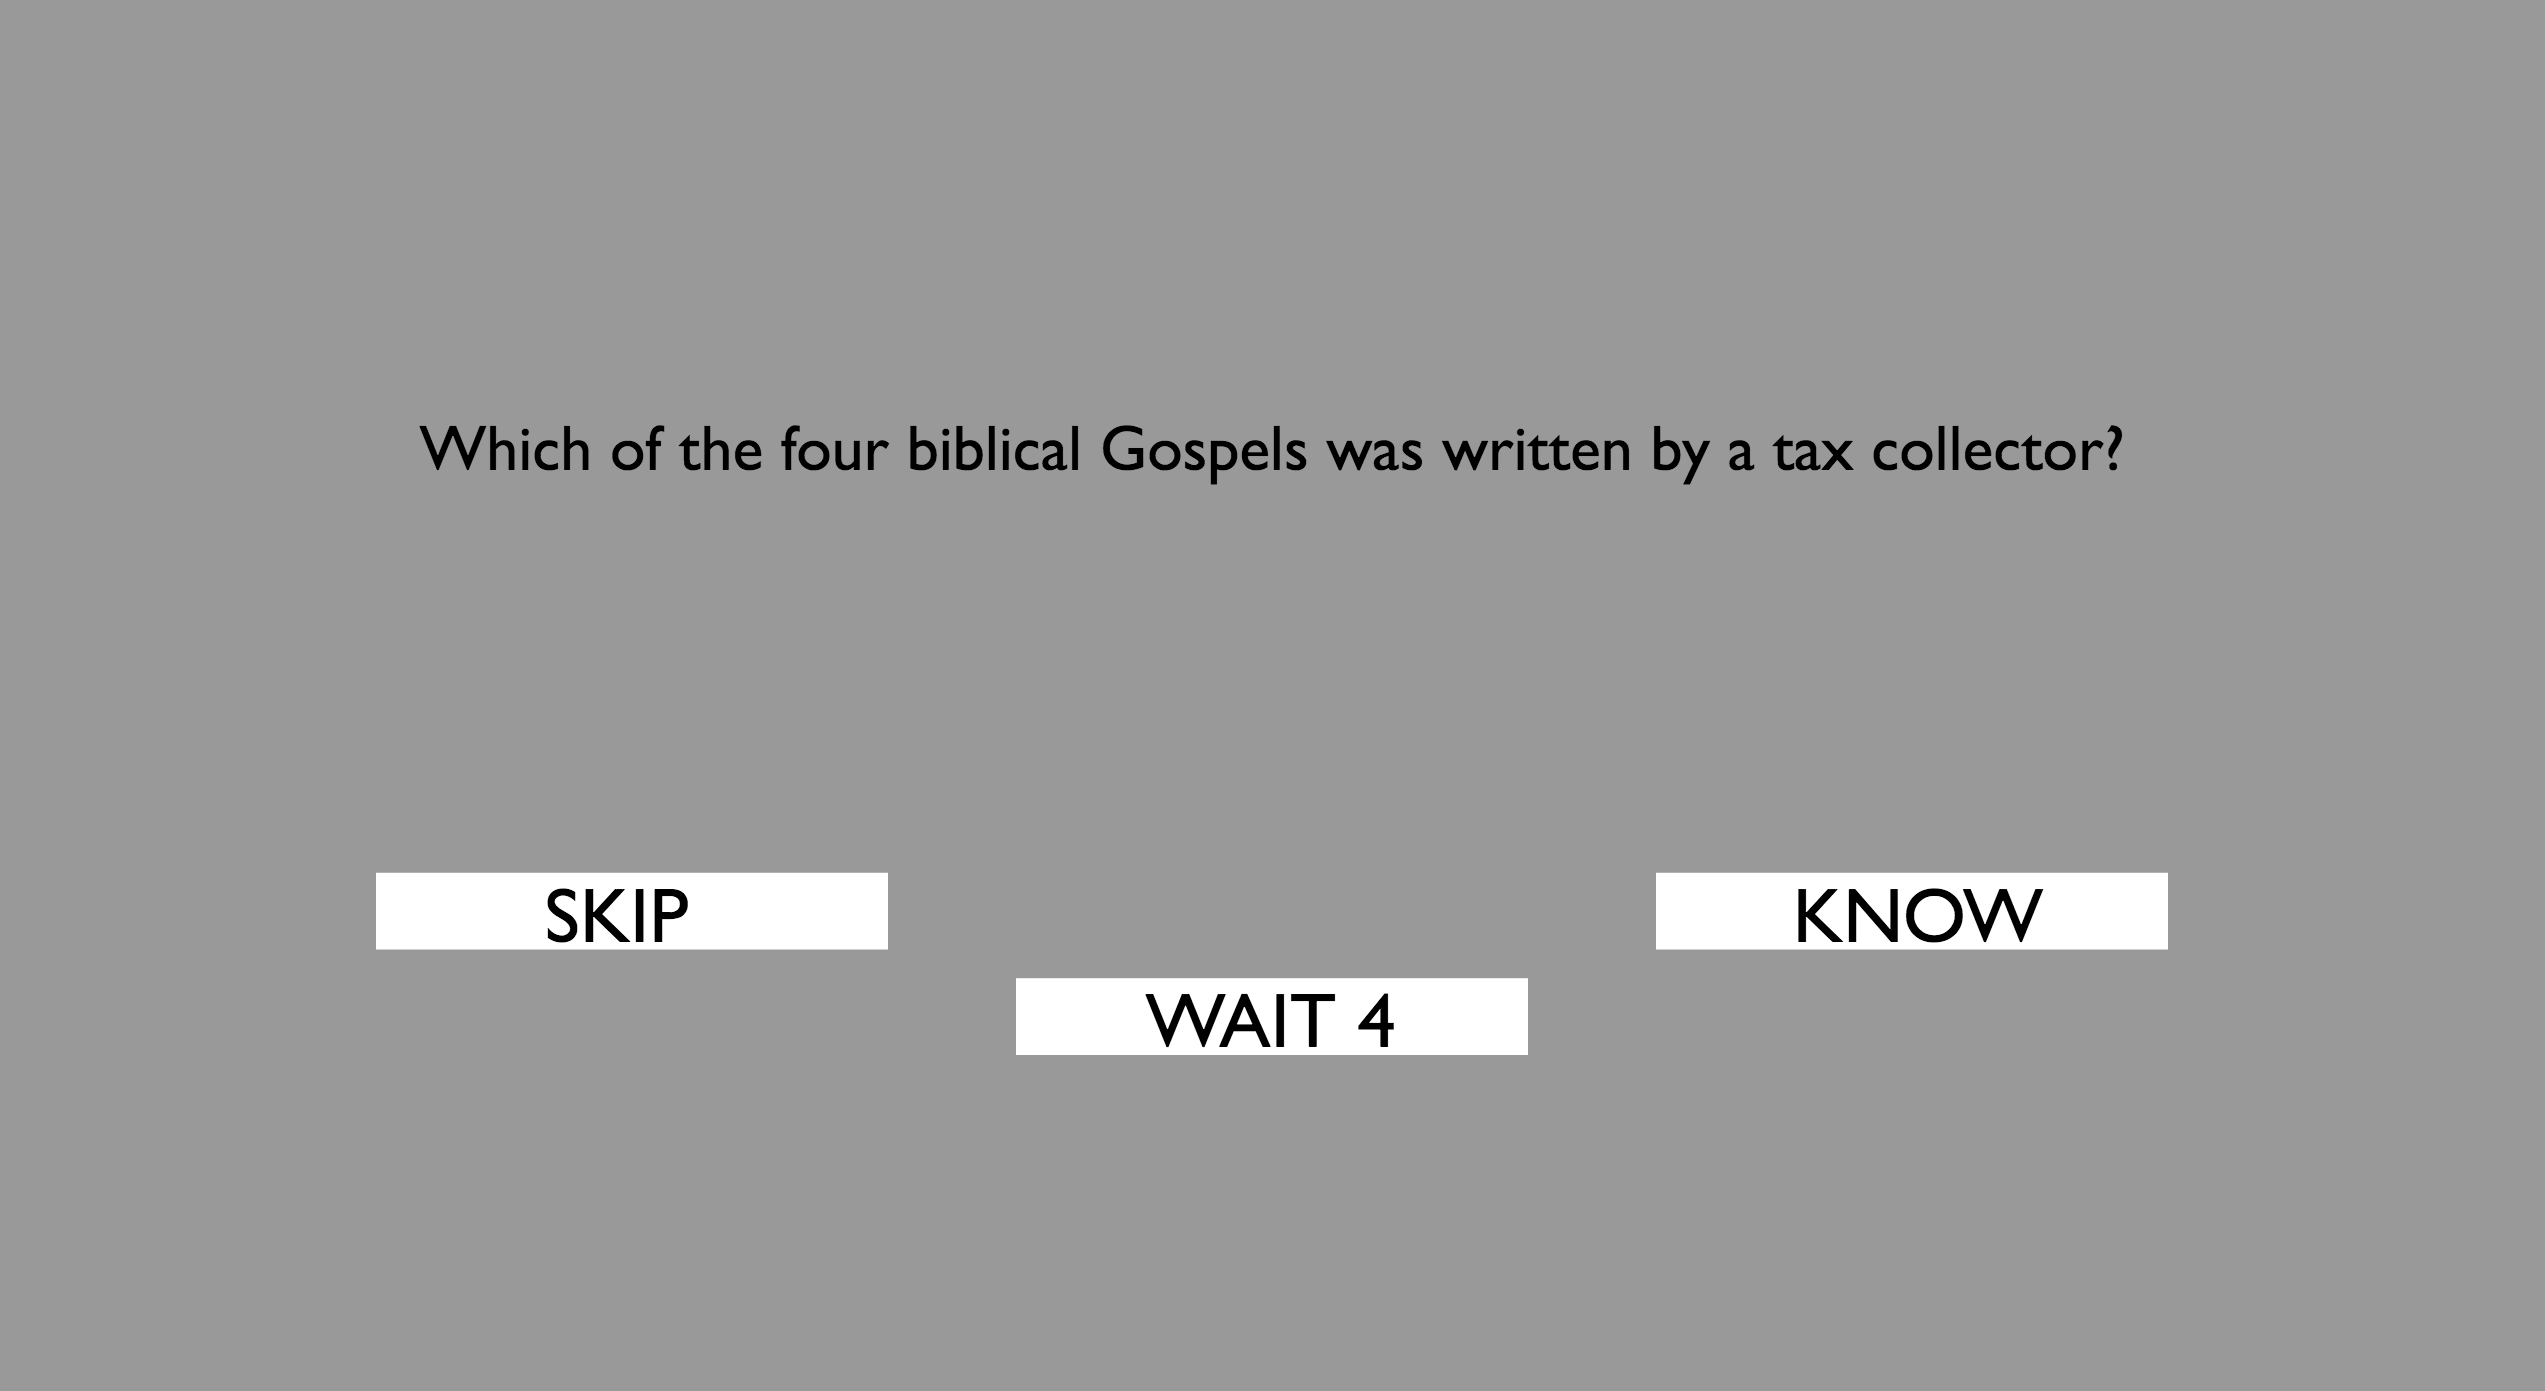 Which of the four biblical Gospels was written by a tax collector?
SKIP
KNOW
WAIT 4